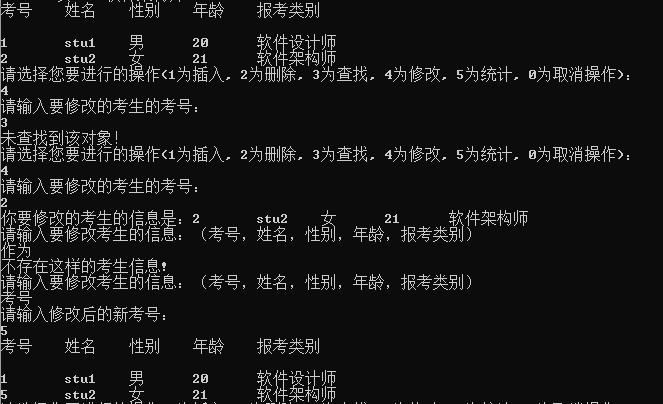 考号 姓名 性别 年龄 报考类别
1 stu1 男 20 软件设计师
2 stu2 女 21 软件架构师
请选择您要进行的操作(1为插入, 2为删除, 3为查找, 4为修改, 5为统计, 0为取消操作):
4
请输入要修改的考生的考号:
3
未查找到该对象!
请选择您要进行的操作(1为插入, 2为删除, 3为查找, 4为修改, 5为统计, 0为取消操作):
4
请输入要修改的考生的考号:
2
你要修改的考生的信息是: 2 stu2 女 21 软件架构师
请输入要修改考生的信息: (考号, 姓名, 性别, 年龄, 报考类别)
作为
不存在这样的考生信息!
请输入要修改考生的信息: (考号, 姓名, 性别, 年龄, 报考类别)
考号
请输入修改后的新考号:
5
考号 姓名 性别 年龄 报考类别
1 stu1 男 20 软件设计师
5 stu2 女 21 软件架构师